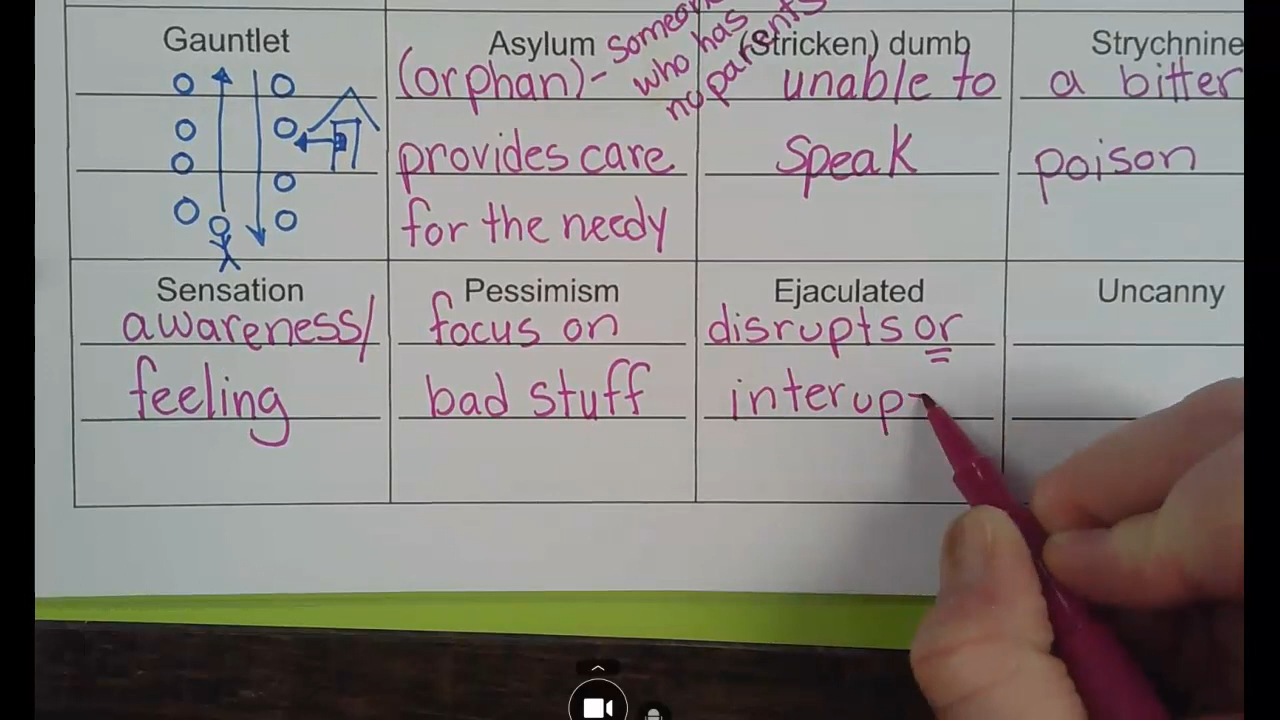 Gauntlet
Asylum
(orphan)- someone
who has
no parents
provides care
for the needy
(Stricken) dumb
unable to
speak
Strychnine
a bitter
poison
Sensation
awareness/
feeling
Pessimism
focus on
bad stuff
Ejaculated
disrupts or
interup
Uncanny